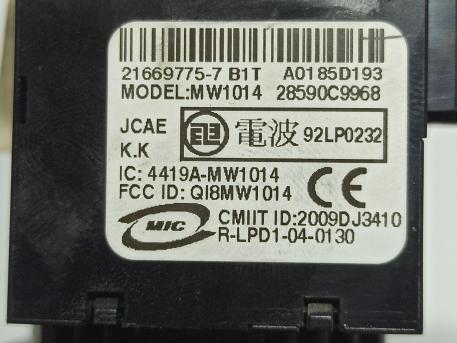 21669775-7 B1T A0185D193
MODEL:MW1014 28590C9968
JCAE
K.K
電波 92LP0232
IC: 4419A-MW1014
FCC ID: QI8MW1014
CE
MIC
CMIIT ID:2009DJ3410
R-LPD1-04-0130